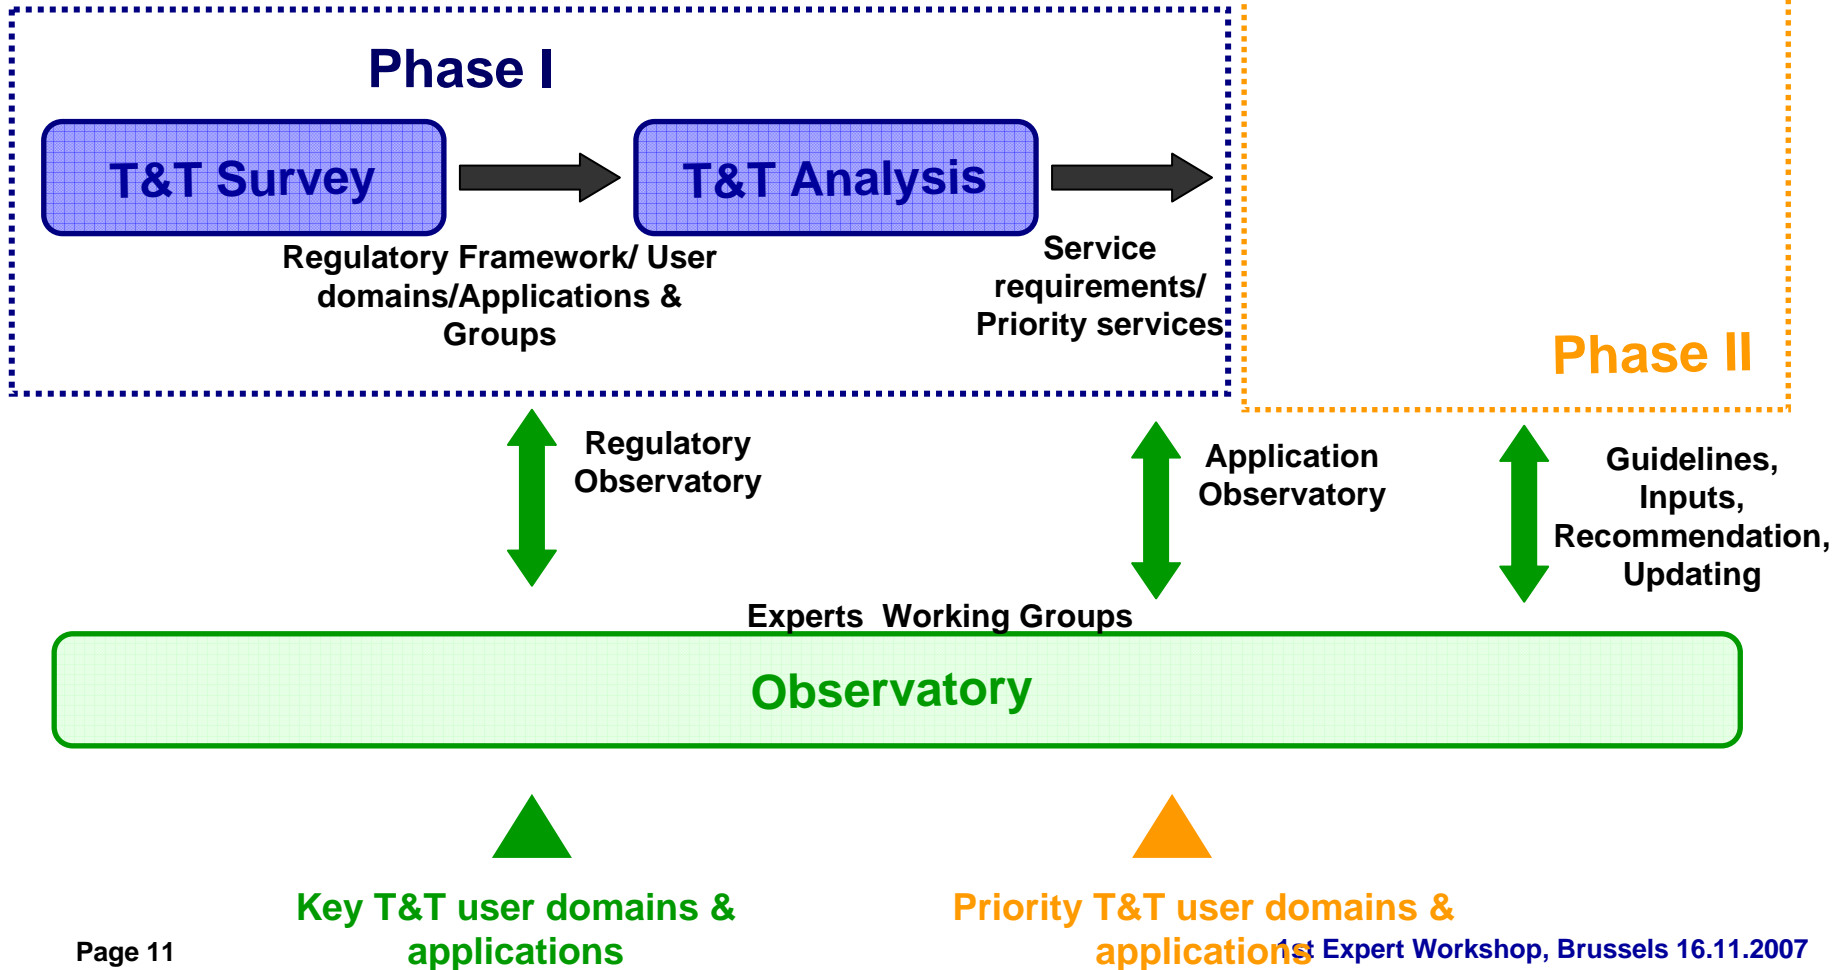 Phase I
T&T Survey
T&T Analysis
Regulatory Framework/ User
domains/Applications &
Groups
Service
requirements/
Priority services
Phase II
Regulatory
Observatory
Application
Observatory
Guidelines,
Inputs,
Recommendation,
Updating
Experts Working Groups
Observatory
Key T&T user domains &
applications
Priority T&T user domains &
applications
Page 11
1st Expert Workshop, Brussels 16.11.2007